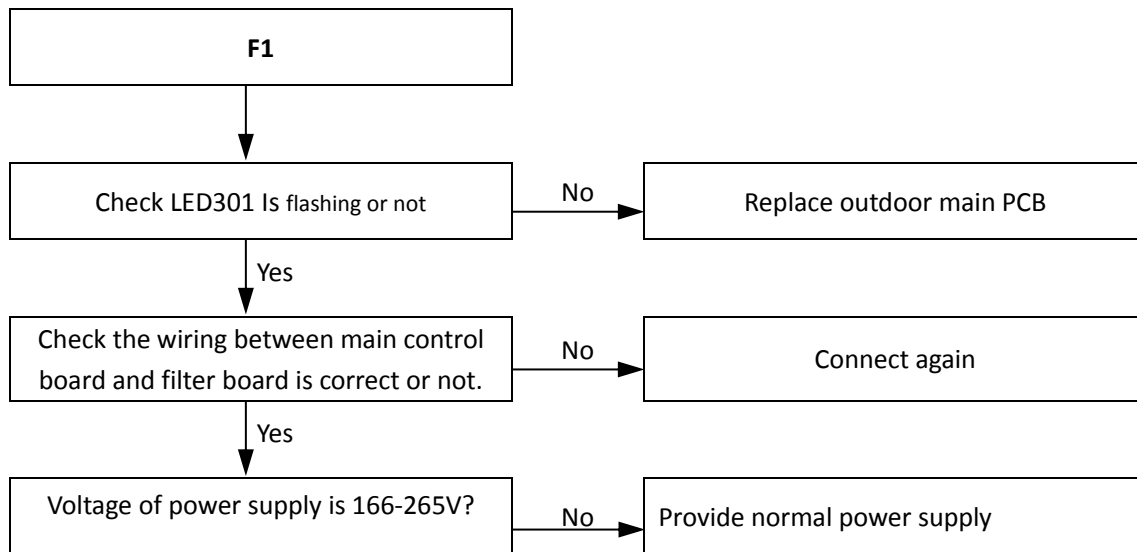 F1
Check LED301 Is flashing or not
No
Replace outdoor main PCB
Yes
Check the wiring between main control
board and filter board is correct or not.
No
Connect again
Yes
Voltage of power supply is 166-265V?
No
Provide normal power supply